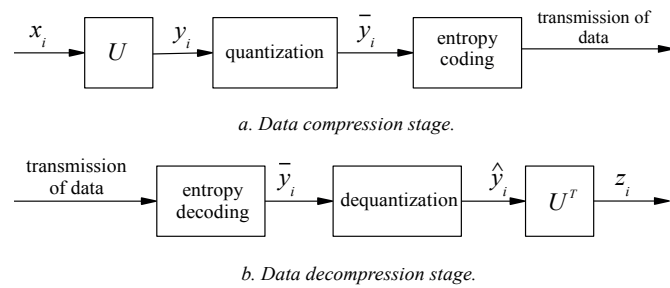 x_i U y_i quantization ȳ_i entropy coding transmission of data
a. Data compression stage.
transmission of data entropy decoding ȳ_i dequantization ŷ_i U^T z_i
b. Data decompression stage.